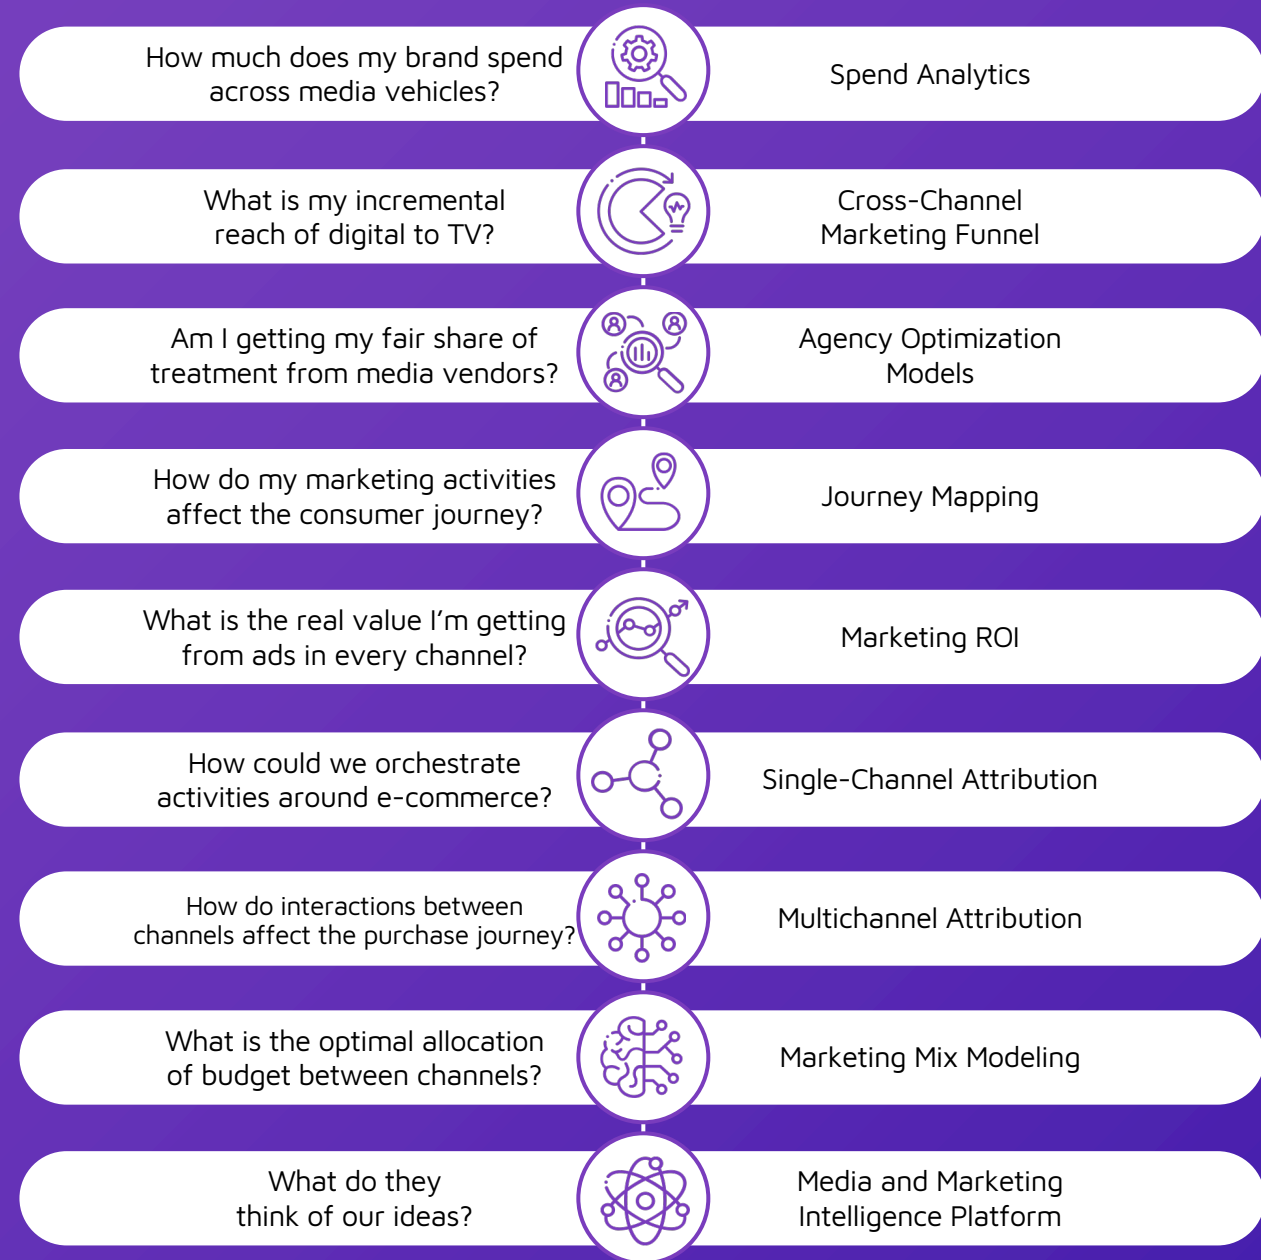 How much does my brand spend
across media vehicles?
Spend Analytics
What is my incremental
reach of digital to TV?
Cross-Channel
Marketing Funnel
Am I getting my fair share of
treatment from media vendors?
Agency Optimization
Models
How do my marketing activities
affect the consumer journey?
Journey Mapping
What is the real value I’m getting
from ads in every channel?
Marketing ROI
How could we orchestrate
activities around e-commerce?
Single-Channel Attribution
How do interactions between
channels affect the purchase journey?
Multichannel Attribution
What is the optimal allocation
of budget between channels?
Marketing Mix Modeling
What do they
think of our ideas?
Media and Marketing
Intelligence Platform